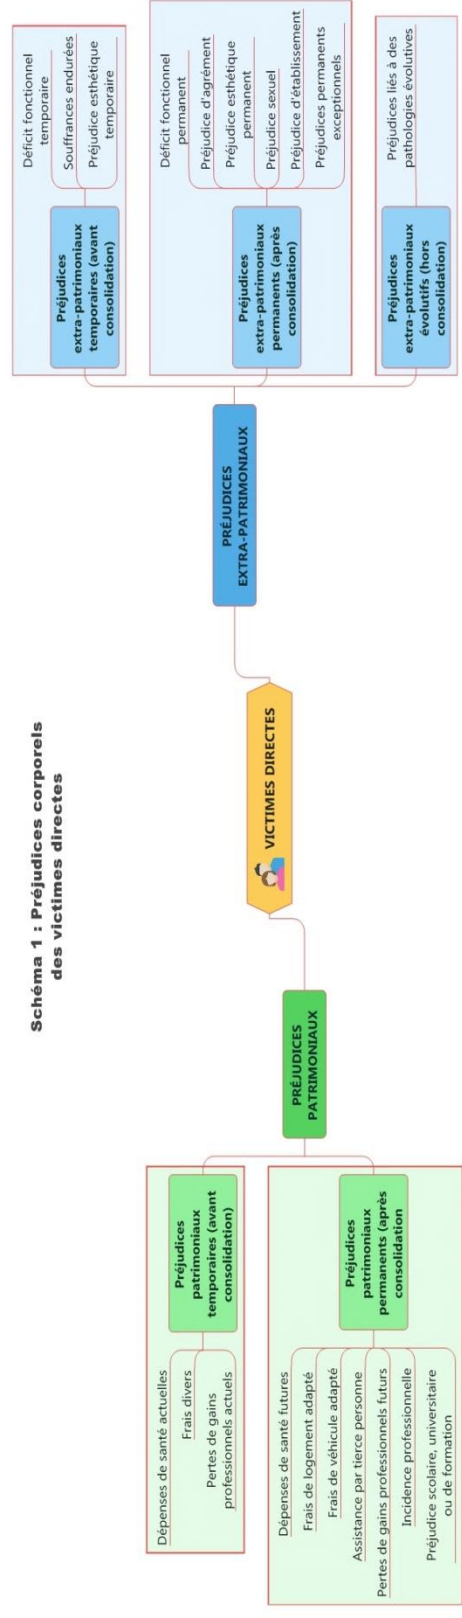 Schéma 1 : Préjudices corporels
des victimes directes
VICTIMES DIRECTES
PRÉJUDICES
PATRIMONIAUX
Préjudices
patrimoniaux
temporaires (avant
consolidation)
Dépenses de santé actuelles
Frais divers
Pertes de gains
professionnels actuels
Préjudices
patrimoniaux
permanents (après
consolidation
Dépenses de santé futures
Frais de logement adapté
Frais de véhicule adapté
Assistance par tierce personne
Pertes de gains professionnels futurs
Incidence professionnelle
Préjudice scolaire, universitaire
ou de formation
PRÉJUDICES
EXTRA-PATRIMONIAUX
Préjudices
extra-patrimoniaux
temporaires (avant
consolidation)
Déficit fonctionnel
temporaire
Souffrances endurées
Préjudice esthétique
temporaire
Préjudices
extra-patrimoniaux
permanents (après
consolidation)
Déficit fonctionnel
permanent
Préjudice d'agrément
Préjudice esthétique
permanent
Préjudice sexuel
Préjudice d'établissement
Préjudices permanents
exceptionnels
Préjudices
extra-patrimoniaux
évolutifs (hors
consolidation)
Préjudices liés à des
pathologies évolutives